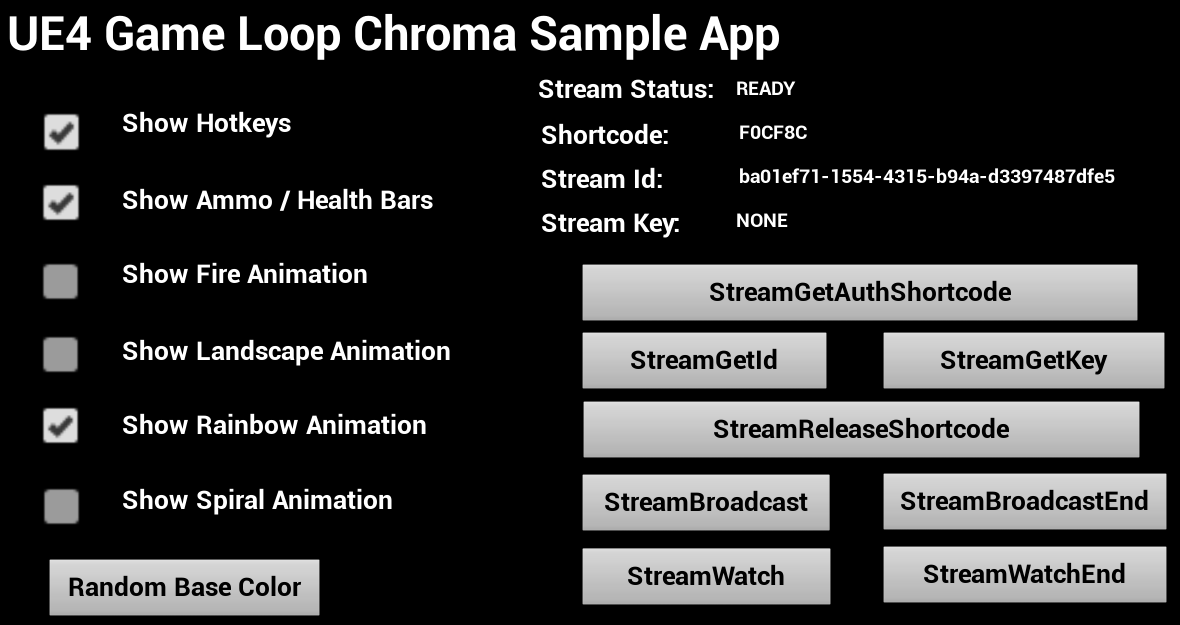 UE4 Game Loop Chroma Sample App
Show Hotkeys
Show Ammo / Health Bars
Show Fire Animation
Show Landscape Animation
Show Rainbow Animation
Show Spiral Animation
Random Base Color
Stream Status: READY
Shortcode: F0CF8C
Stream Id: ba01ef71-1554-4315-b94a-d3397487dfe5
Stream Key: NONE
StreamGetAuthShortcode
StreamGetId StreamGetKey
StreamReleaseShortcode
StreamBroadcast StreamBroadcastEnd
StreamWatch StreamWatchEnd